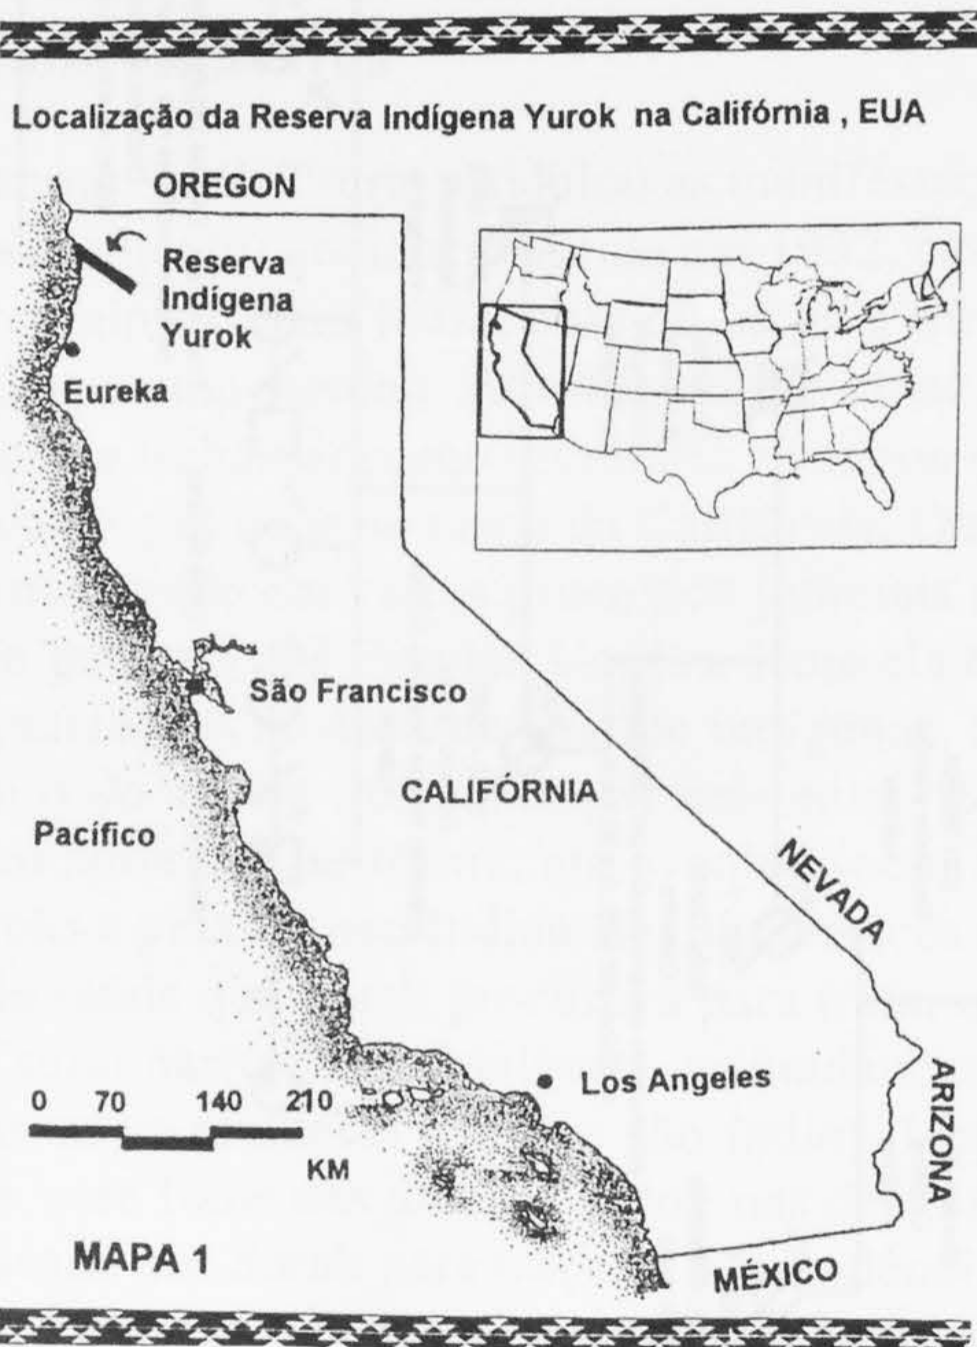 Localização da Reserva Indígena Yurok na Califórnia , EUA
OREGON
Reserva
Indígena
Yurok
Eureka
São Francisco
CALIFÓRNIA
Pacífico
NEVADA
Los Angeles
ARIZONA
0 70 140 210
KM
MAPA 1
MÉXICO